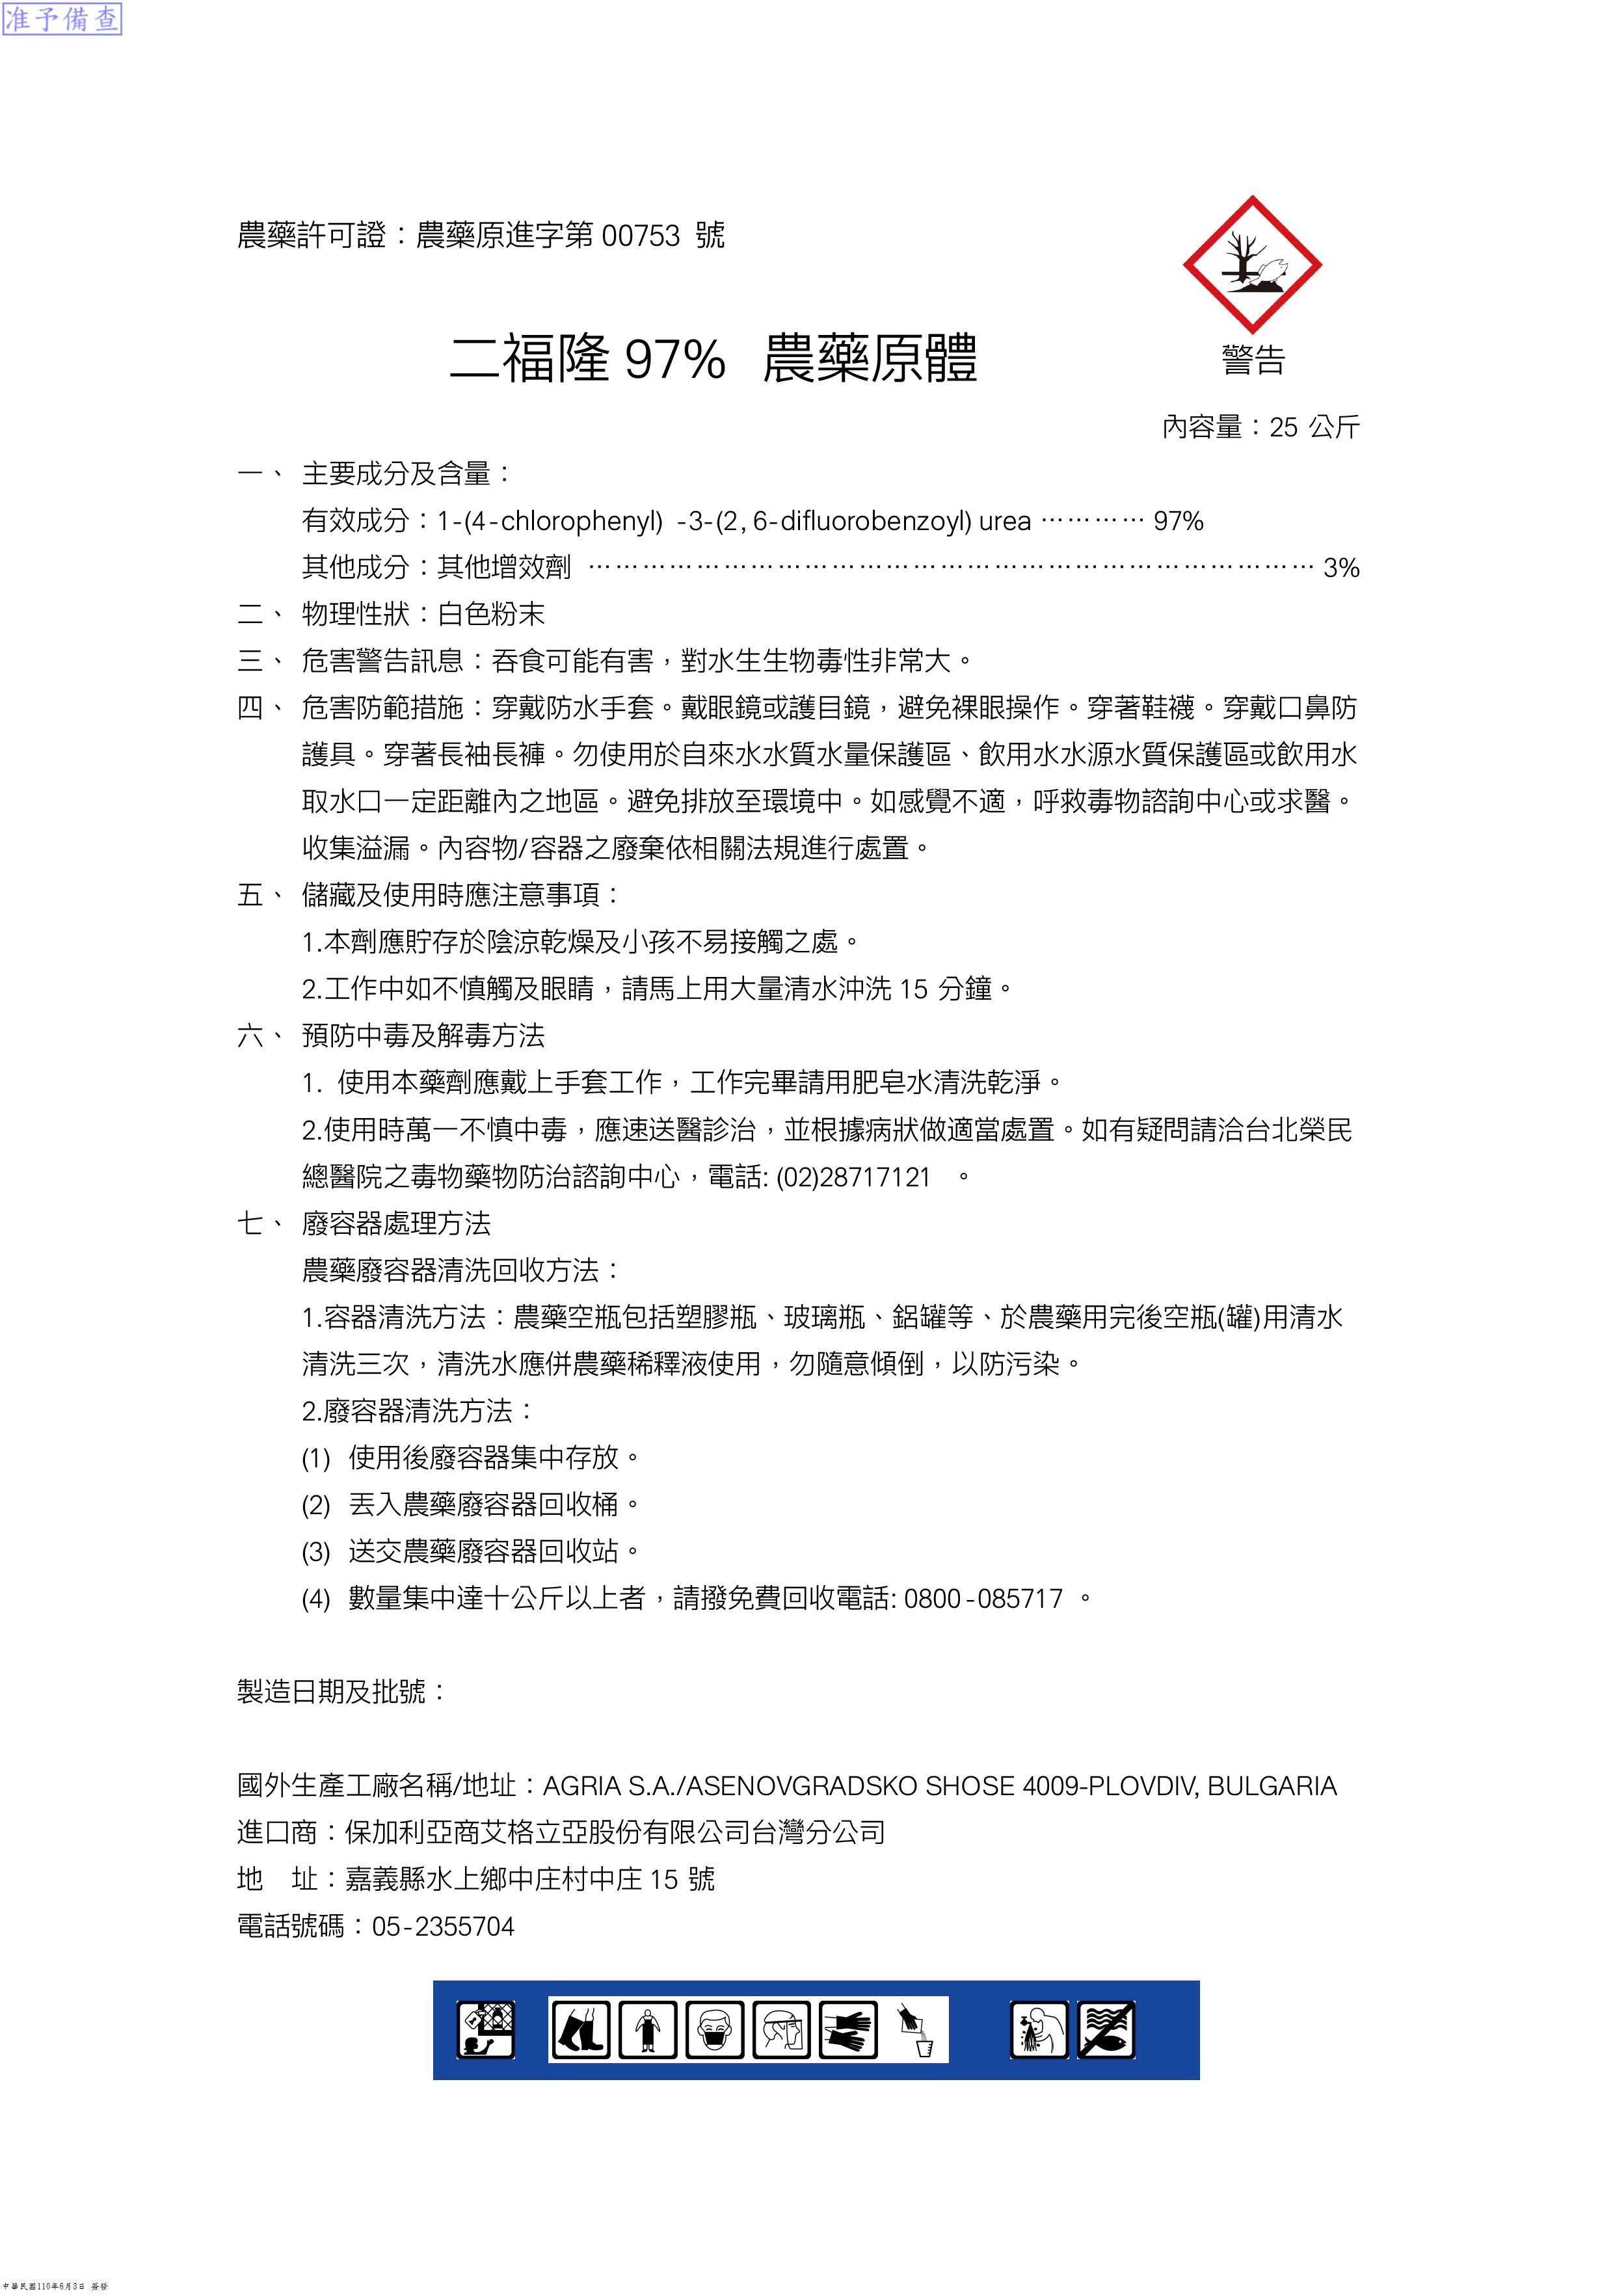 准予備查
農藥許可證：農藥原進字第 00753 號
二福隆 97% 農藥原體
警告
內容量：25 公斤
一、 主要成分及含量：
有效成分：1-(4-chlorophenyl) -3-(2, 6-difluorobenzoyl) urea ………… 97%
其他成分：其他增效劑 ……………………………………………………………………… 3%
二、 物理性狀：白色粉末
三、 危害警告訊息：吞食可能有害，對水生生物毒性非常大。
四、 危害防範措施：穿戴防水手套。戴眼鏡或護目鏡，避免裸眼操作。穿著鞋襪。穿戴口鼻防
護具。穿著長袖長褲。勿使用於自來水水質水量保護區、飲用水水源水質保護區或飲用水
取水口一定距離內之地區。避免排放至環境中。如感覺不適，呼救毒物諮詢中心或求醫。
收集溢漏。內容物/容器之廢棄依相關法規進行處置。
五、 儲藏及使用時應注意事項：
1.本劑應貯存於陰涼乾燥及小孩不易接觸之處。
2.工作中如不慎觸及眼睛，請馬上用大量清水沖洗 15 分鐘。
六、 預防中毒及解毒方法
1. 使用本藥劑應戴上手套工作，工作完畢請用肥皂水清洗乾淨。
2.使用時萬一不慎中毒，應速送醫診治，並根據病狀做適當處置。如有疑問請洽台北榮民
總醫院之毒物藥物防治諮詢中心，電話: (02)28717121 。
七、 廢容器處理方法
農藥廢容器清洗回收方法：
1.容器清洗方法：農藥空瓶包括塑膠瓶、玻璃瓶、鋁罐等、於農藥用完後空瓶(罐)用清水
清洗三次，清洗水應併農藥稀釋液使用，勿隨意傾倒，以防污染。
2.廢容器清洗方法：
(1) 使用後廢容器集中存放。
(2) 丟入農藥廢容器回收桶。
(3) 送交農藥廢容器回收站。
(4) 數量集中達十公斤以上者，請撥免費回收電話: 0800-085717 。
製造日期及批號：
國外生產工廠名稱/地址：AGRIA S.A./ASENOVGRADSKO SHOSE 4009-PLOVDIV, BULGARIA
進口商：保加利亞商艾格立亞股份有限公司台灣分公司
地　址：嘉義縣水上鄉中庄村中庄 15 號
電話號碼：05-2355704
中華民國110年6月3日 簽發